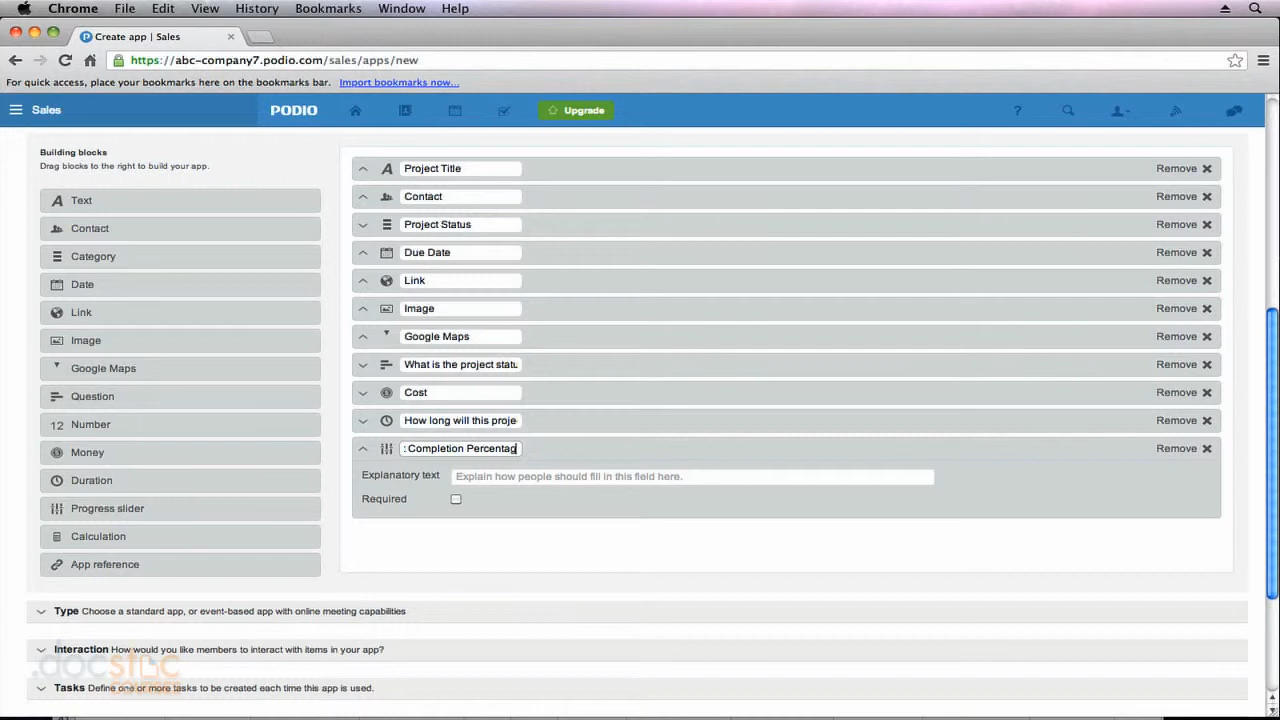 Chrome File Edit View History Bookmarks Window Help
Create app | Sales
https://abc-company7.podio.com/sales/apps/new
For quick access, place your bookmarks here on the bookmarks bar. Import bookmarks now...
Sales PODIO Upgrade ?
Building blocks
Drag blocks to the right to build your app.
Text
Contact
Category
Date
Link
Image
Google Maps
Question
12 Number
Money
Duration
Progress slider
Calculation
App reference
Project Title Remove
Contact Remove
Project Status Remove
Due Date Remove
Link Remove
Image Remove
Google Maps Remove
What is the project statu Remove
Cost Remove
How long will this proje Remove
: Completion Percentag Remove
Explanatory text Explain how people should fill in this field here.
Required
Type Choose a standard app, or event-based app with online meeting capabilities
Interaction How would you like members to interact with items in your app?
Tasks Define one or more tasks to be created each time this app is used.
.docstoc
COURSES